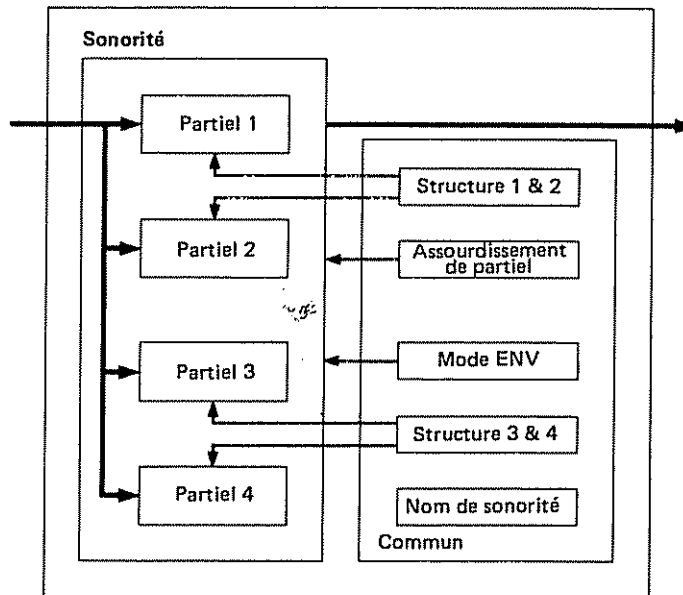 Sonorité
Partiel 1
Structure 1 & 2
Partiel 2
Assourdissement
de partiel
Partiel 3
Mode ENV
Structure 3 & 4
Partiel 4
Nom de sonorité
Commun